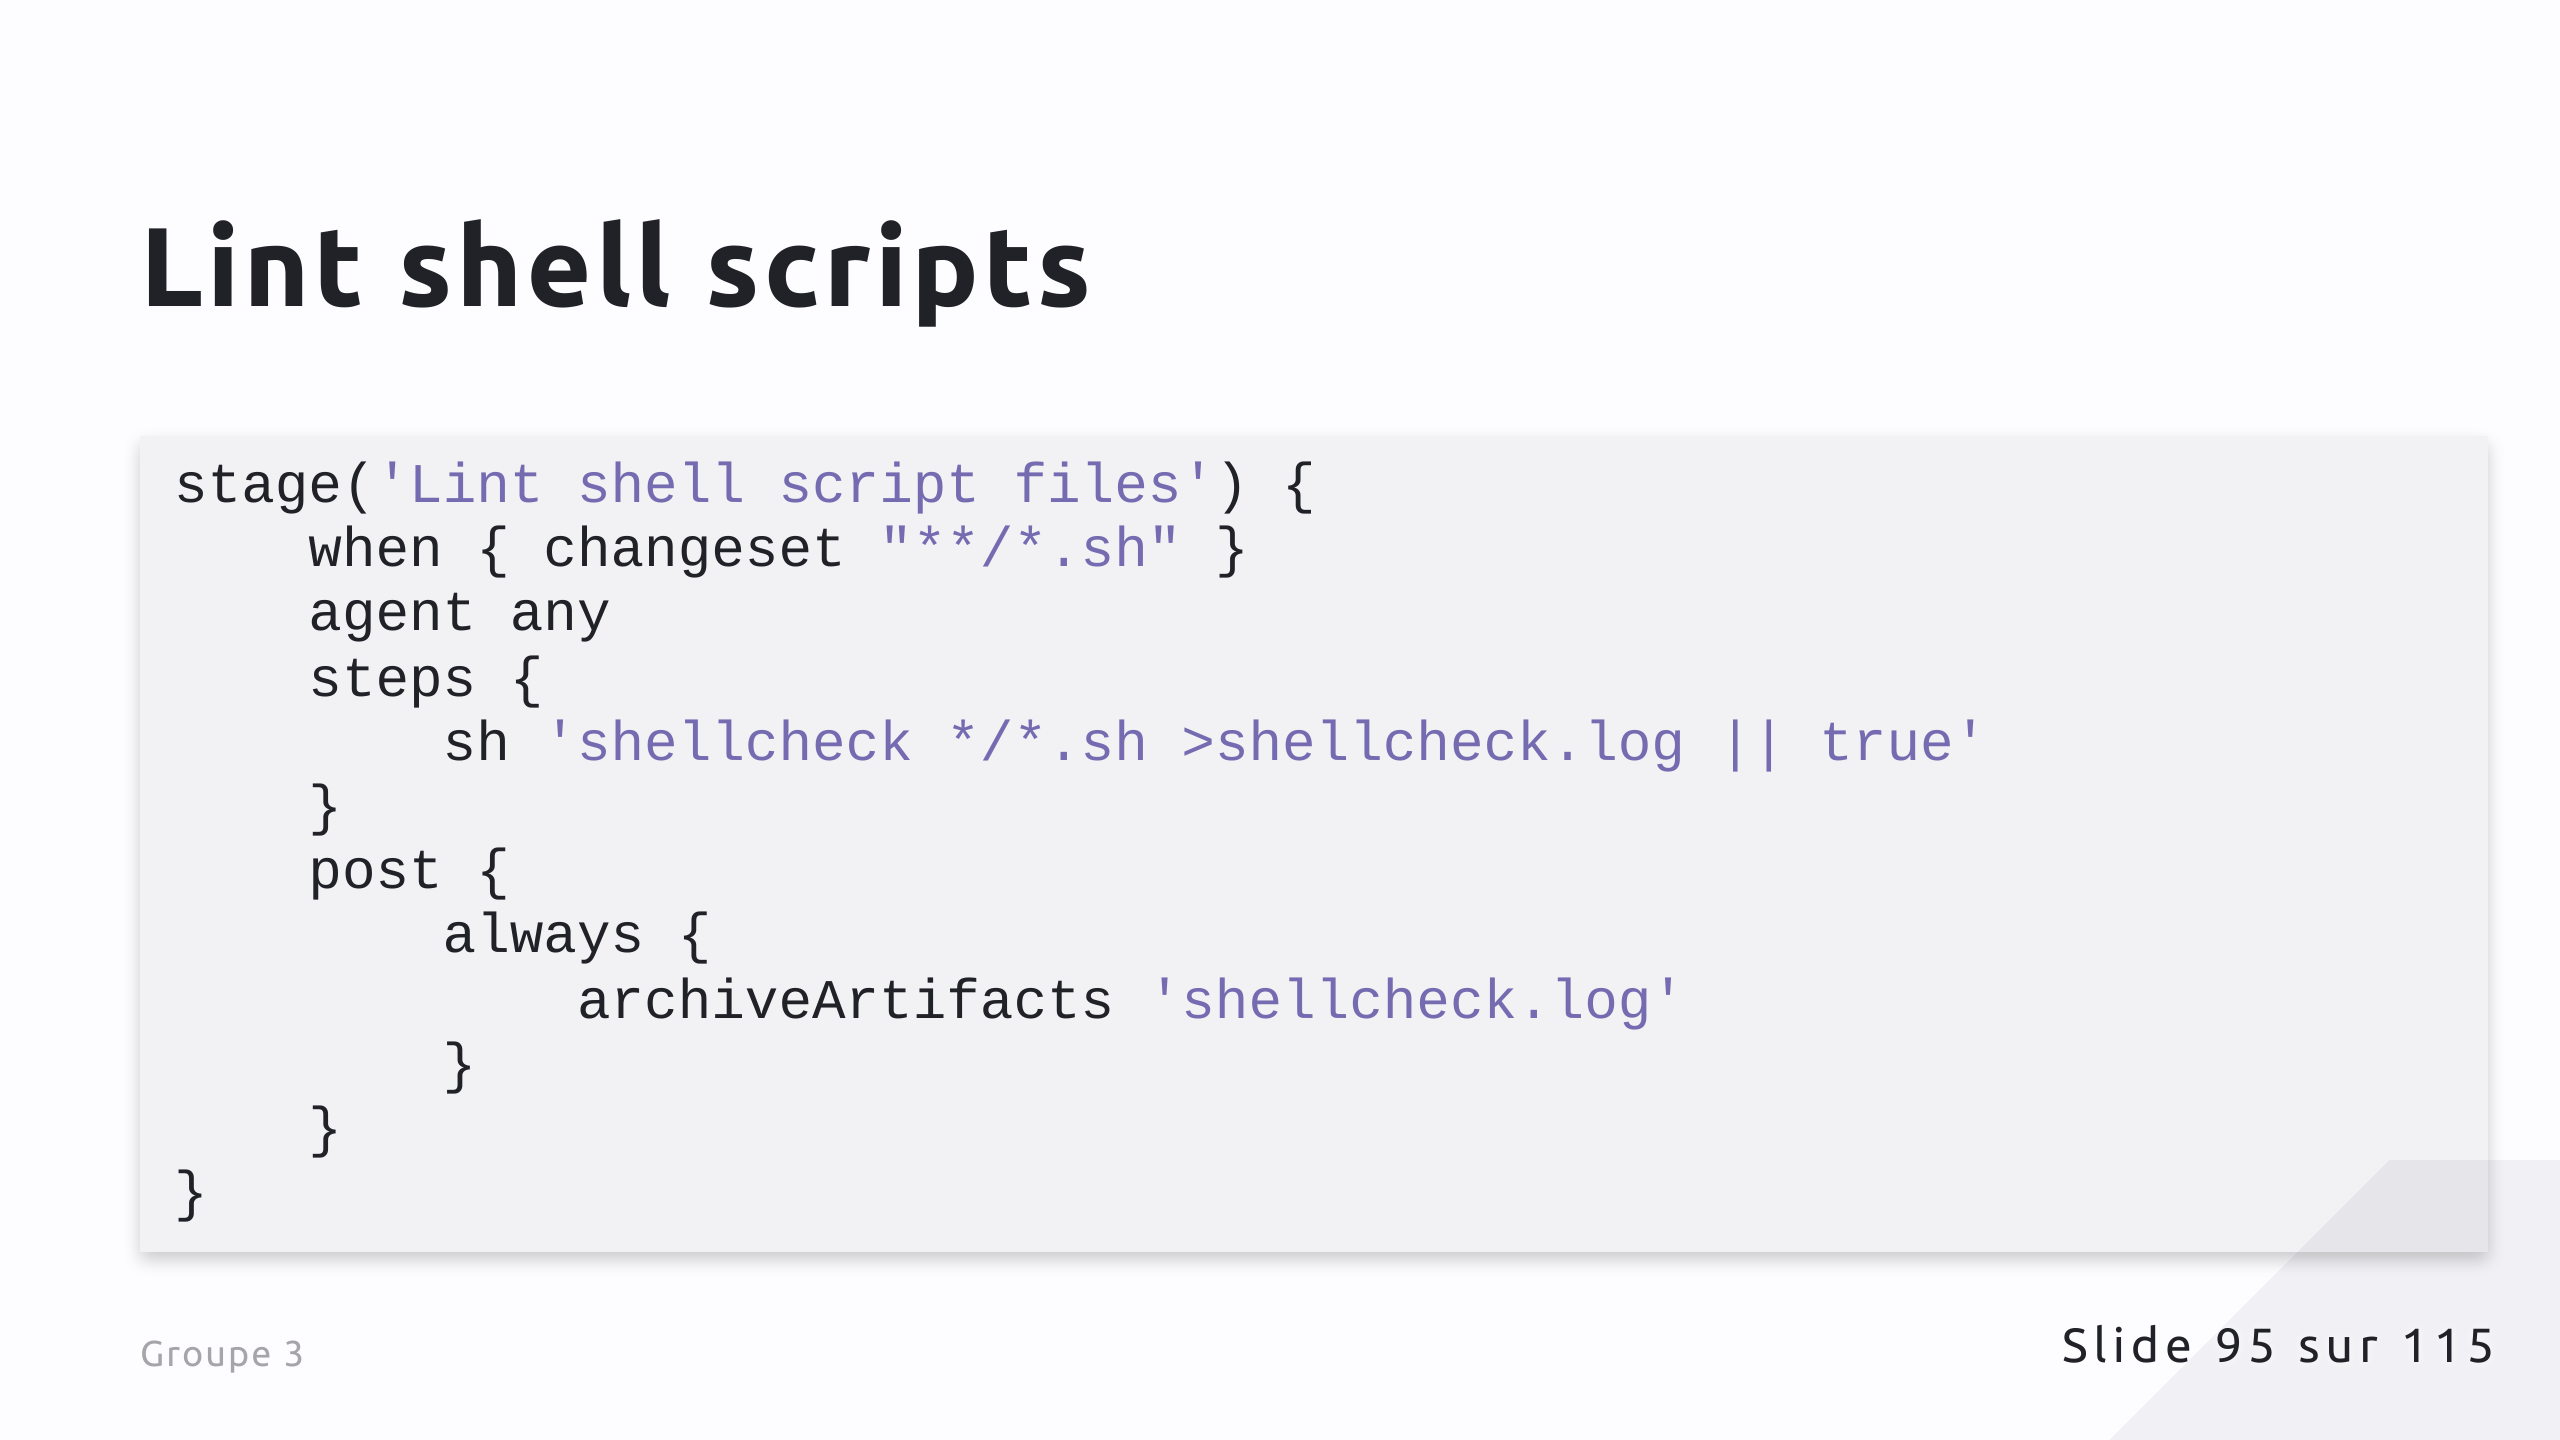 Lint shell scripts
stage('Lint shell script files') {
    when { changeset "**/*.sh" }
    agent any
    steps {
        sh 'shellcheck */*.sh >shellcheck.log || true'
    }
    post {
        always {
            archiveArtifacts 'shellcheck.log'
        }
    }
}
Groupe 3
Slide 95 sur 115